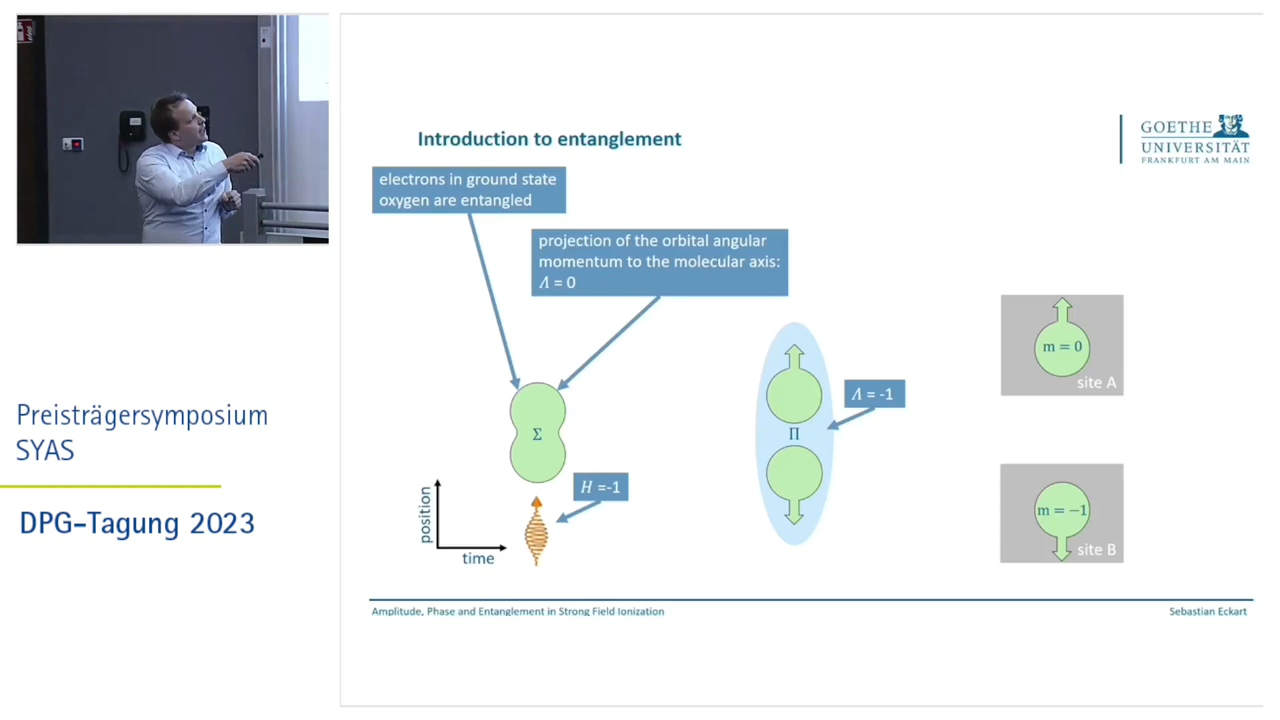 Introduction to entanglement
GOETHE
UNIVERSITÄT
FRANKFURT AM MAIN
electrons in ground state
oxygen are entangled
projection of the orbital angular
momentum to the molecular axis:
Λ = 0
m = 0
site A
Λ = -1
Σ
Π
H =-1
m = −1
site B
position
time
Preisträgersymposium
SYAS
DPG-Tagung 2023
Amplitude, Phase and Entanglement in Strong Field Ionization
Sebastian Eckart